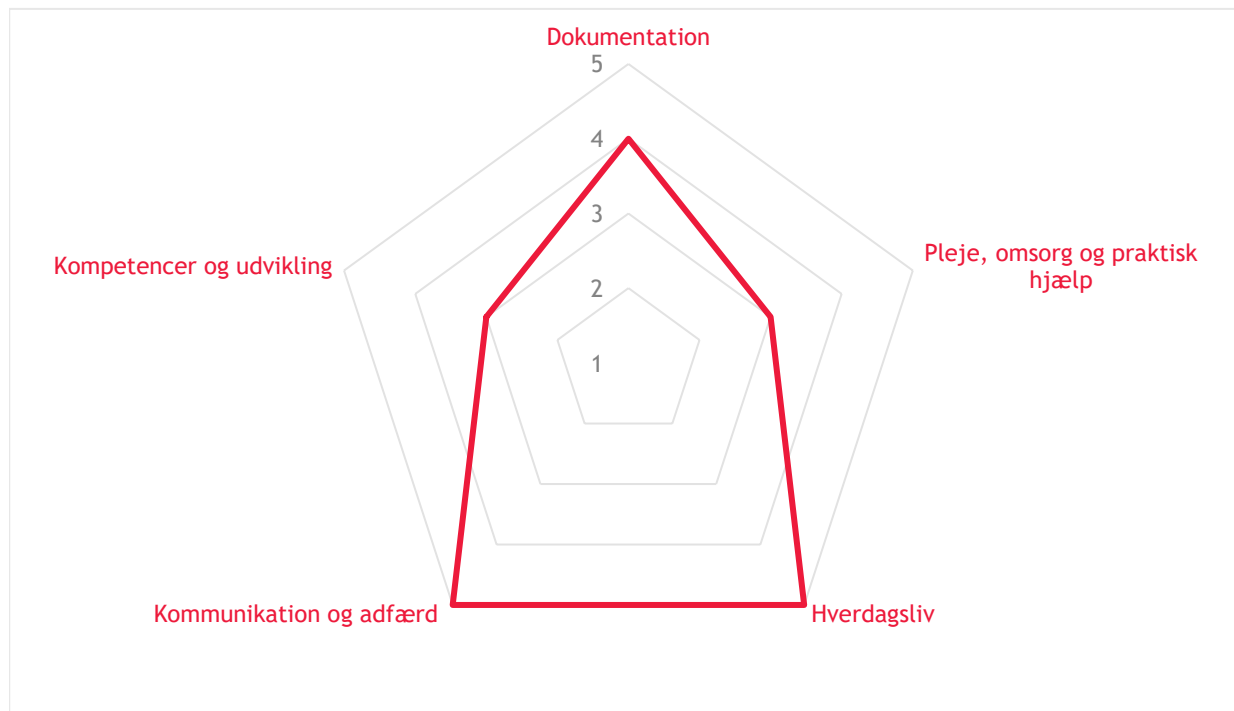 Dokumentation
5
4
3
2
1
Pleje, omsorg og praktisk
hjælp
Hverdagsliv
Kommunikation og adfærd
Kompetencer og udvikling